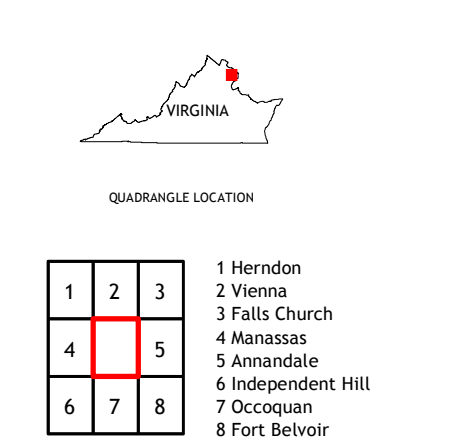 VIRGINIA
QUADRANGLE LOCATION
1 2 3
4 5
6 7 8
1 Herndon
2 Vienna
3 Falls Church
4 Manassas
5 Annandale
6 Independent Hill
7 Occoquan
8 Fort Belvoir